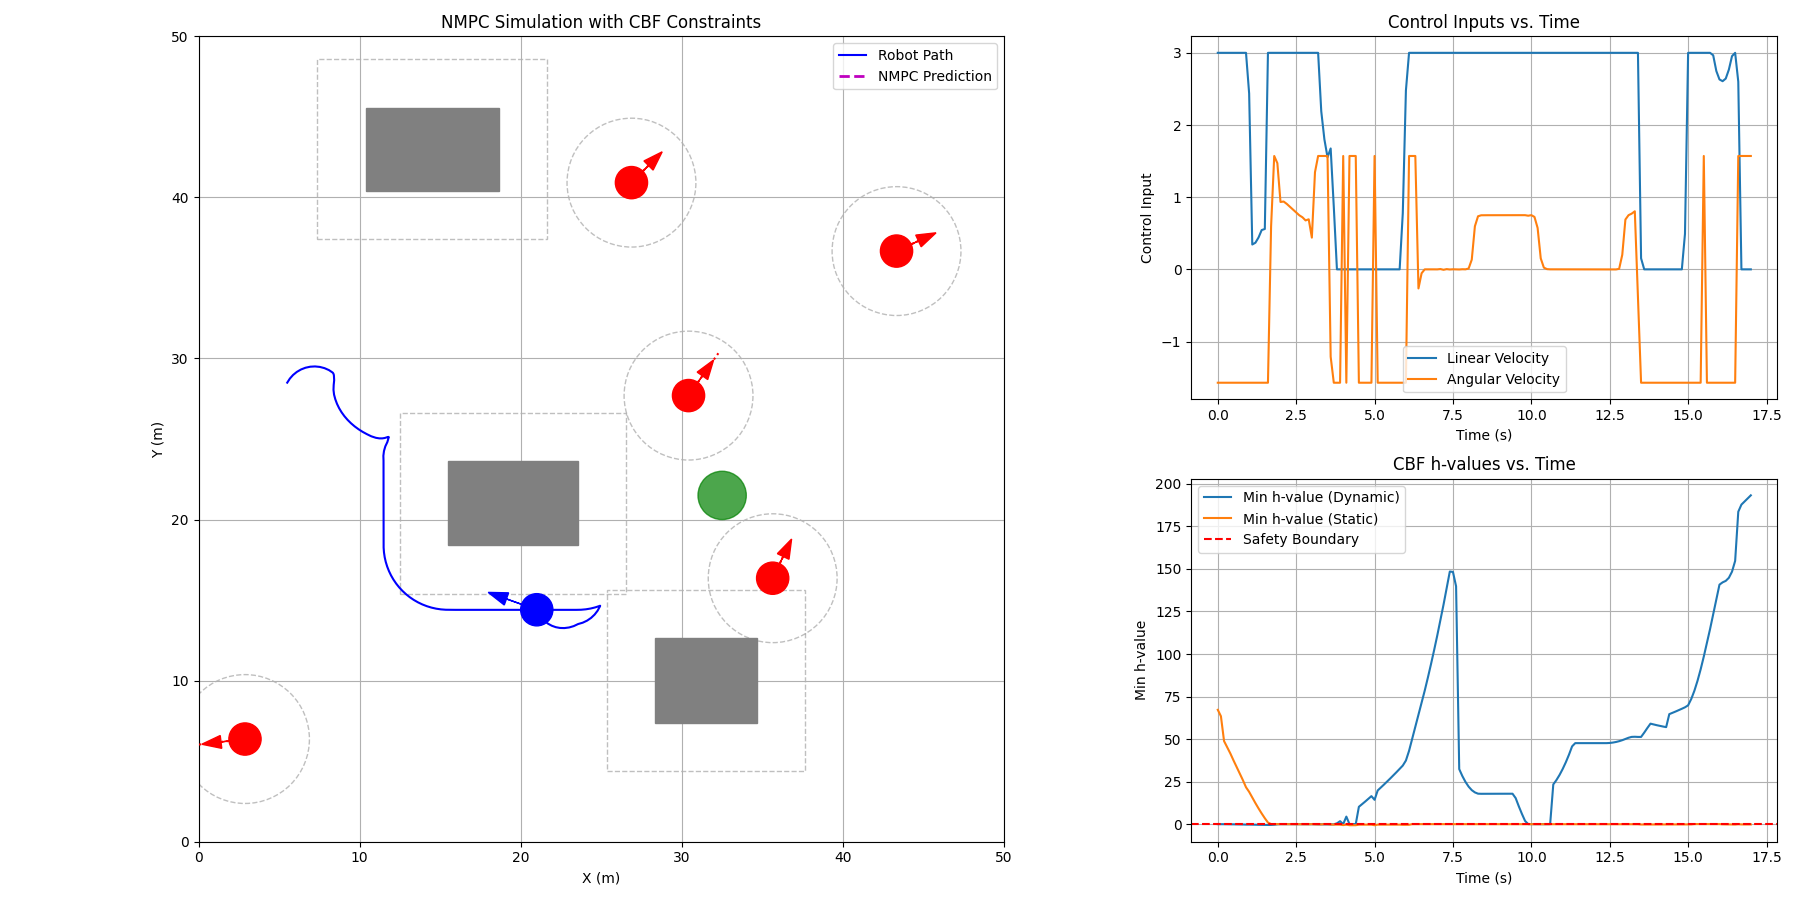 NMPC Simulation with CBF Constraints
50
40
30
20
10
0
Y (m)
0 10 20 30 40 50
X (m)
Robot Path
NMPC Prediction
Control Inputs vs. Time
3
2
1
0
−1
Control Input
Linear Velocity
Angular Velocity
0.0 2.5 5.0 7.5 10.0 12.5 15.0 17.5
Time (s)
CBF h-values vs. Time
200
175
150
125
100
75
50
25
0
Min h-value
Min h-value (Dynamic)
Min h-value (Static)
Safety Boundary
0.0 2.5 5.0 7.5 10.0 12.5 15.0 17.5
Time (s)